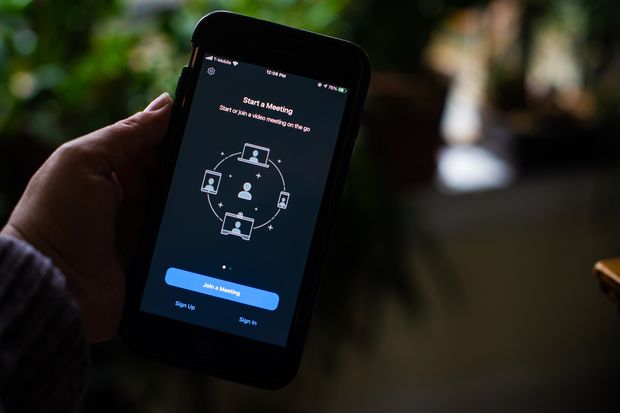 T-Mobile
12:06 PM
76%
Start a Meeting
Start or join a video meeting on the go
Join a Meeting
Sign Up
Sign In